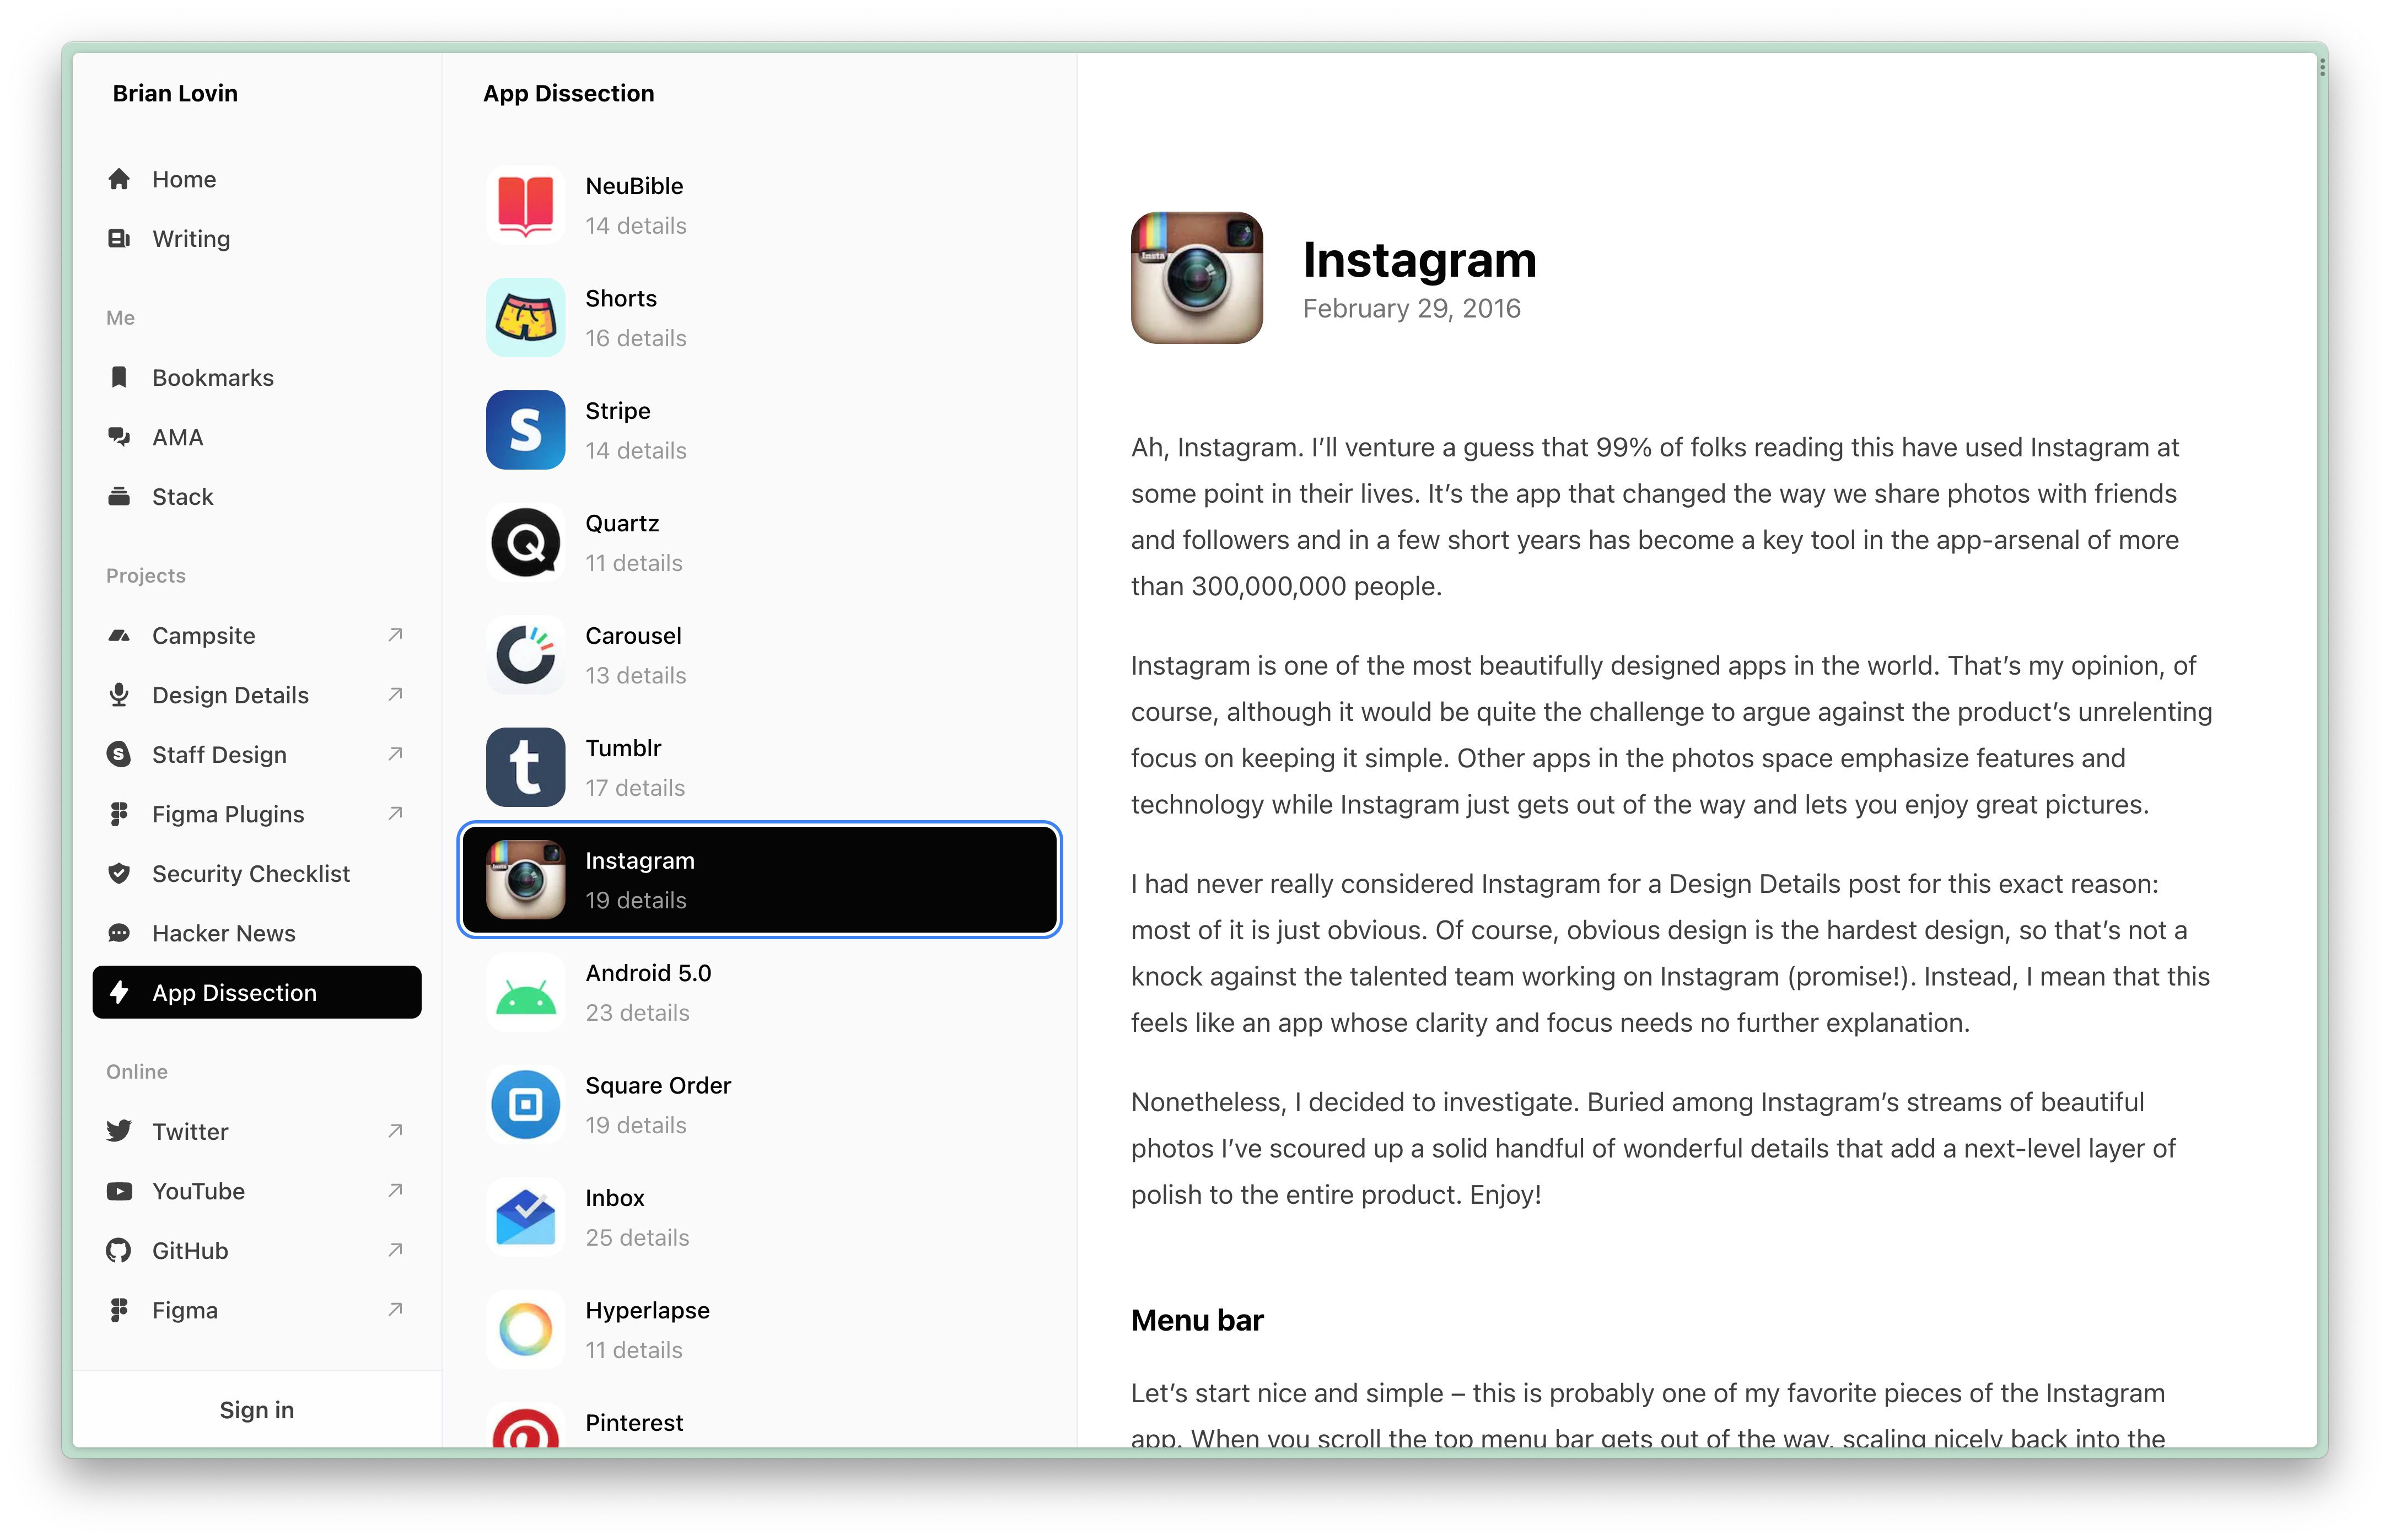 Brian Lovin
Home
Writing
Me
Bookmarks
AMA
Stack
Projects
Campsite
Design Details
Staff Design
Figma Plugins
Security Checklist
Hacker News
App Dissection
Online
Twitter
YouTube
GitHub
Figma
Sign in
App Dissection
NeuBible
14 details
Shorts
16 details
Stripe
14 details
Quartz
11 details
Carousel
13 details
Tumblr
17 details
Insta
Instagram
19 details
Android 5.0
23 details
Square Order
19 details
Inbox
25 details
Hyperlapse
11 details
Pinterest
Insta
Instagram
February 29, 2016
Ah, Instagram. I’ll venture a guess that 99% of folks reading this have used Instagram at
some point in their lives. It’s the app that changed the way we share photos with friends
and followers and in a few short years has become a key tool in the app-arsenal of more
than 300,000,000 people.
Instagram is one of the most beautifully designed apps in the world. That’s my opinion, of
course, although it would be quite the challenge to argue against the product’s unrelenting
focus on keeping it simple. Other apps in the photos space emphasize features and
technology while Instagram just gets out of the way and lets you enjoy great pictures.
I had never really considered Instagram for a Design Details post for this exact reason:
most of it is just obvious. Of course, obvious design is the hardest design, so that’s not a
knock against the talented team working on Instagram (promise!). Instead, I mean that this
feels like an app whose clarity and focus needs no further explanation.
Nonetheless, I decided to investigate. Buried among Instagram’s streams of beautiful
photos I’ve scoured up a solid handful of wonderful details that add a next-level layer of
polish to the entire product. Enjoy!
Menu bar
Let’s start nice and simple – this is probably one of my favorite pieces of the Instagram
app. When you scroll the top menu bar gets out of the way, scaling nicely back into the